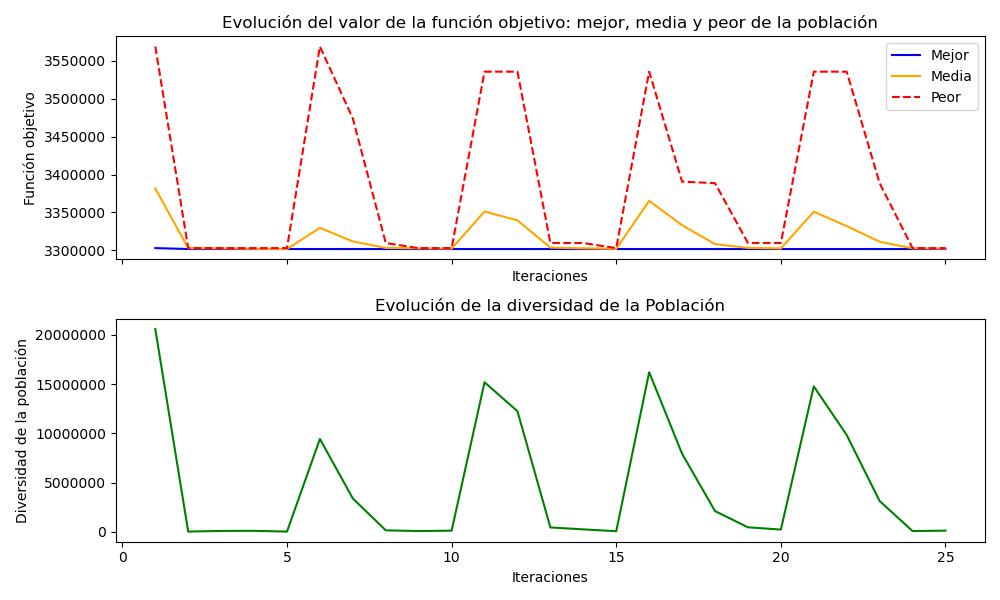 Evolución del valor de la función objetivo: mejor, media y peor de la población
Función objetivo
3550000
3500000
3450000
3400000
3350000
3300000
Mejor
Media
Peor
Iteraciones
Evolución de la diversidad de la Población
Diversidad de la población
20000000
15000000
10000000
5000000
0
0 5 10 15 20 25
Iteraciones